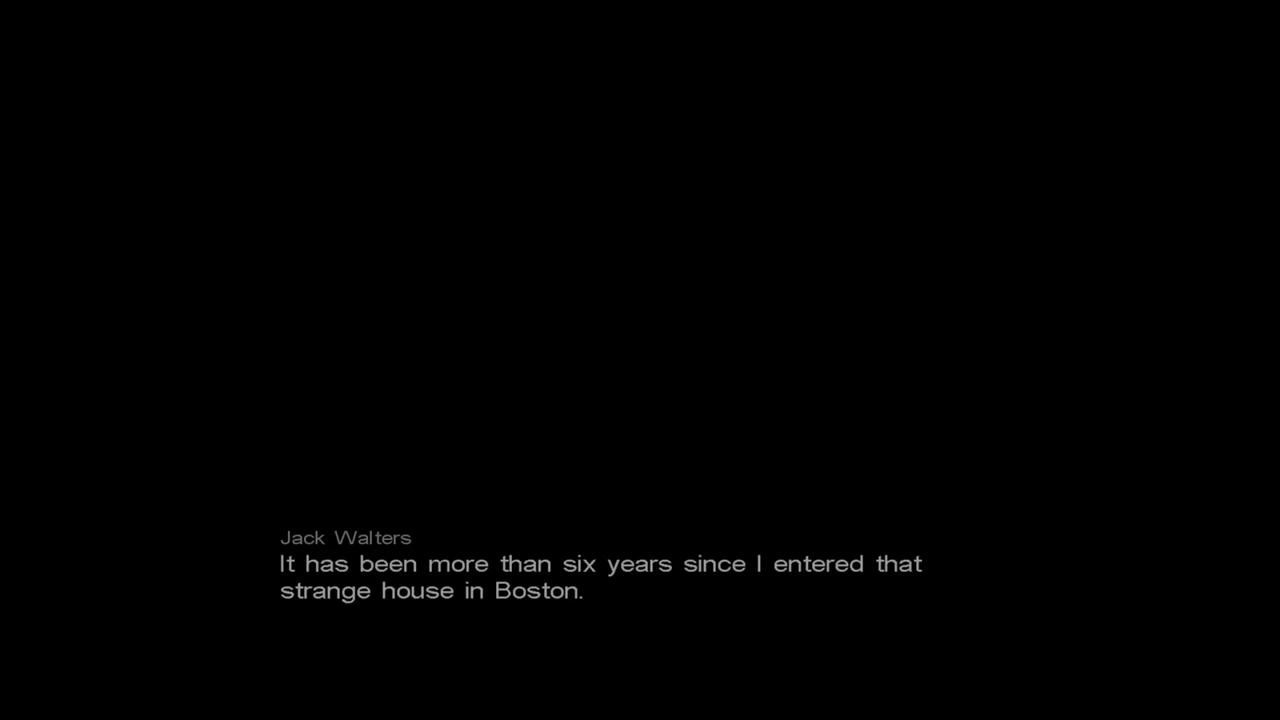 Jack Walters
It has been more than six years since I entered that
strange house in Boston.